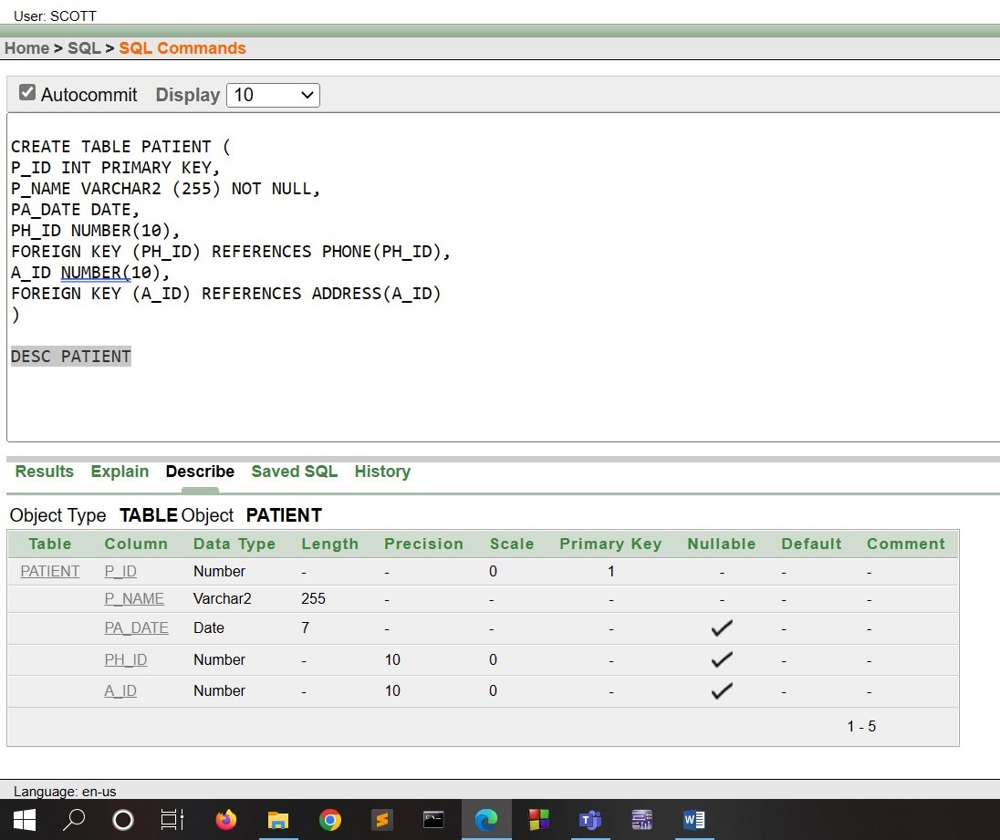 User: SCOTT
Home > SQL > SQL Commands
Autocommit Display 10
CREATE TABLE PATIENT (
P_ID INT PRIMARY KEY,
P_NAME VARCHAR2 (255) NOT NULL,
PA_DATE DATE,
PH_ID NUMBER(10),
FOREIGN KEY (PH_ID) REFERENCES PHONE(PH_ID),
A_ID NUMBER(10),
FOREIGN KEY (A_ID) REFERENCES ADDRESS(A_ID)
)
DESC PATIENT
Results Explain Describe Saved SQL History
Object Type TABLE Object PATIENT
Table Column Data Type Length Precision Scale Primary Key Nullable Default Comment
PATIENT P_ID Number - - 0 1 - - -
P_NAME Varchar2 255 - - - - - -
PA_DATE Date 7 - - - ✓ - -
PH_ID Number - 10 0 - ✓ - -
A_ID Number - 10 0 - ✓ - -
1 - 5
Language: en-us